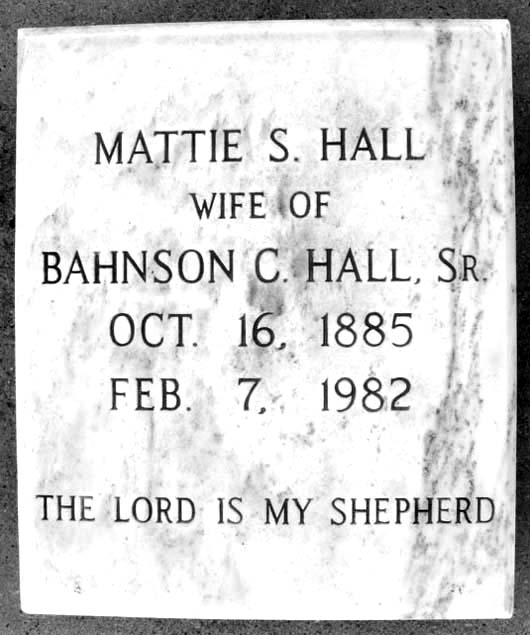 MATTIE S. HALL
WIFE OF
BAHNSON C. HALL, SR.
OCT. 16, 1885
FEB. 7, 1982
THE LORD IS MY SHEPHERD